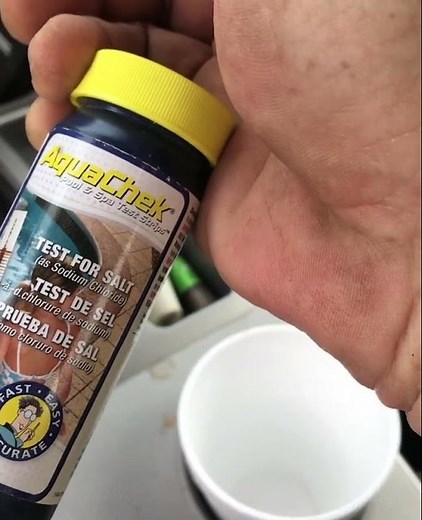 AquaChek®
Pool & Spa Test Strips
TEST FOR SALT
(as Sodium Chloride)
TEST DE SEL
chlorure de sodium)
PRUEBA DE SAL
como cloruro de sodio)
FAST · EASY
CURATE